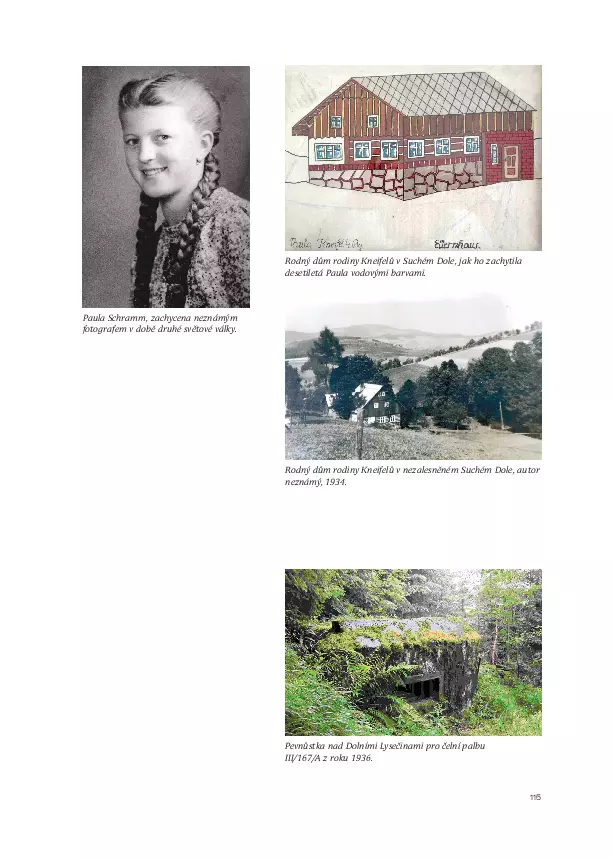 Paula Schramm, zachycena neznámým
fotografem v době druhé světové války.
Paula Kneifel
Elternhaus.
Rodný dům rodiny Kneifelů v Suchém Dole, jak ho zachytila
desetiletá Paula vodovými barvami.
Rodný dům rodiny Kneifelů v nezalesněném Suchém Dole, autor
neznámý, 1934.
Pevnůstka nad Dolními Lysečinami pro čelní palbu
III/167/A z roku 1936.
115